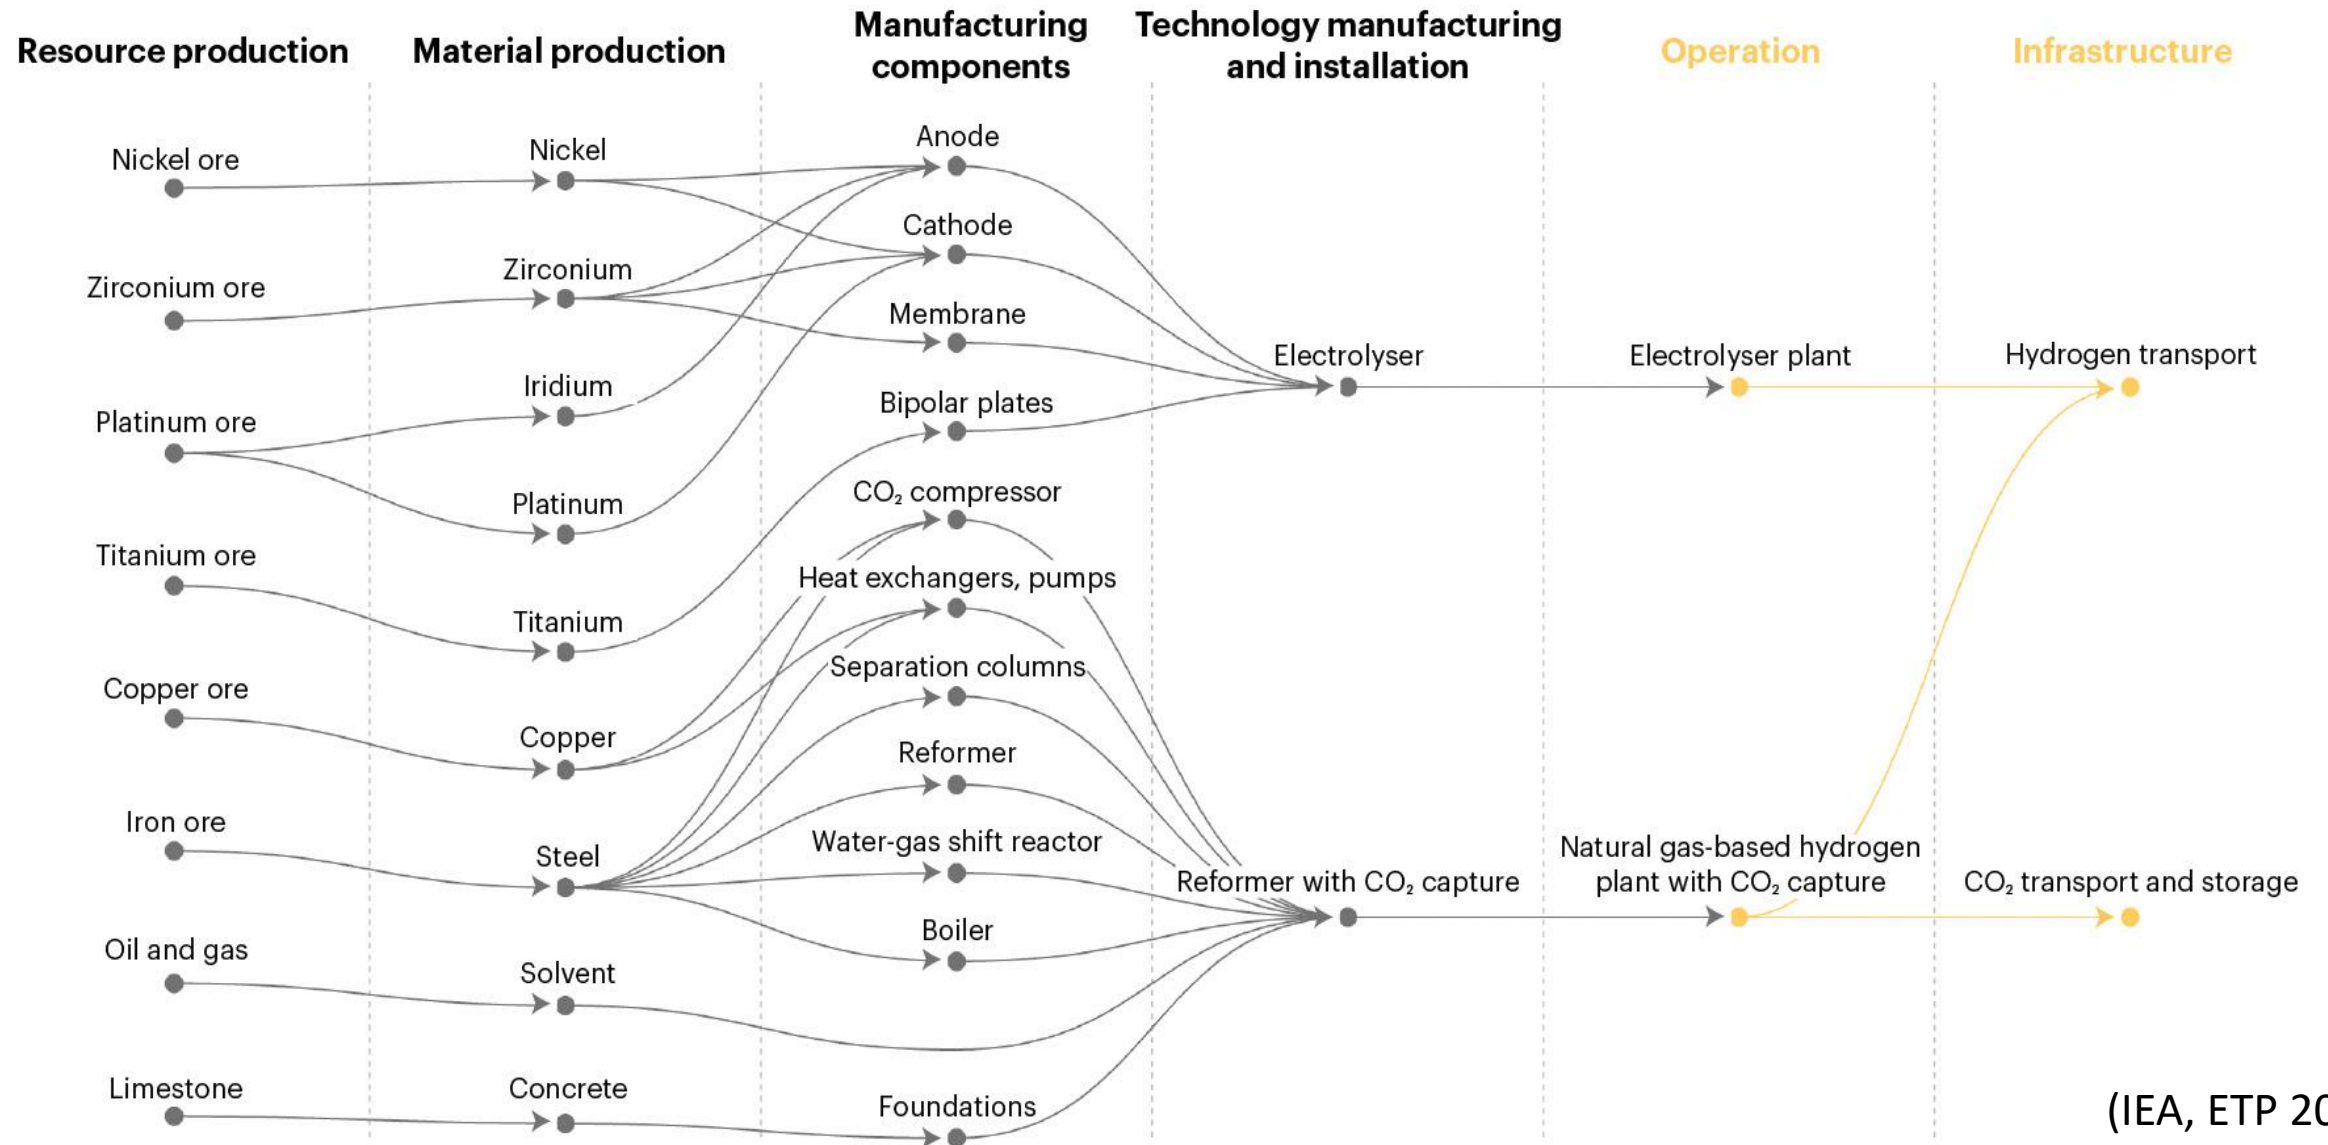 Resource production
Material production
Manufacturing
components
Technology manufacturing
and installation
Operation
Infrastructure
Nickel ore
Zirconium ore
Platinum ore
Titanium ore
Copper ore
Iron ore
Oil and gas
Limestone
Nickel
Zirconium
Iridium
Platinum
Titanium
Copper
Steel
Solvent
Concrete
Anode
Cathode
Membrane
Bipolar plates
CO₂ compressor
Heat exchangers, pumps
Separation columns
Reformer
Water-gas shift reactor
Boiler
Foundations
Electrolyser
Reformer with CO₂ capture
Electrolyser plant
Natural gas-based hydrogen
plant with CO₂ capture
Hydrogen transport
CO₂ transport and storage
(IEA, ETP 20